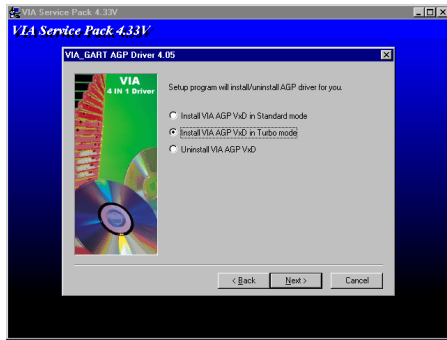 VIA Service Pack 4.33V
VIA Service Pack 4.33V
VIA_GART AGP Driver 4.05
VIA
4 IN 1 Driver
Setup program will install/uninstall AGP driver for you.
Install VIA AGP VxD in Standard mode
Install VIA AGP VxD in Turbo mode
Uninstall VIA AGP VxD
< Back
Next >
Cancel